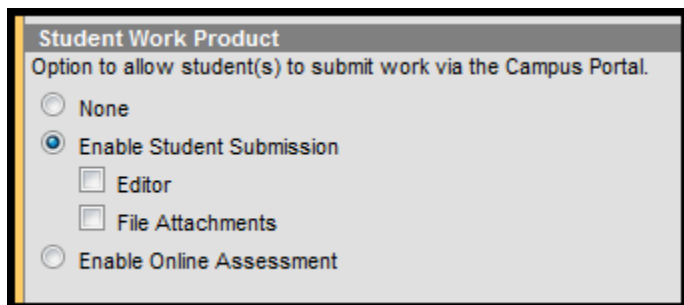 Student Work Product
Option to allow student(s) to submit work via the Campus Portal.
None
Enable Student Submission
Editor
File Attachments
Enable Online Assessment